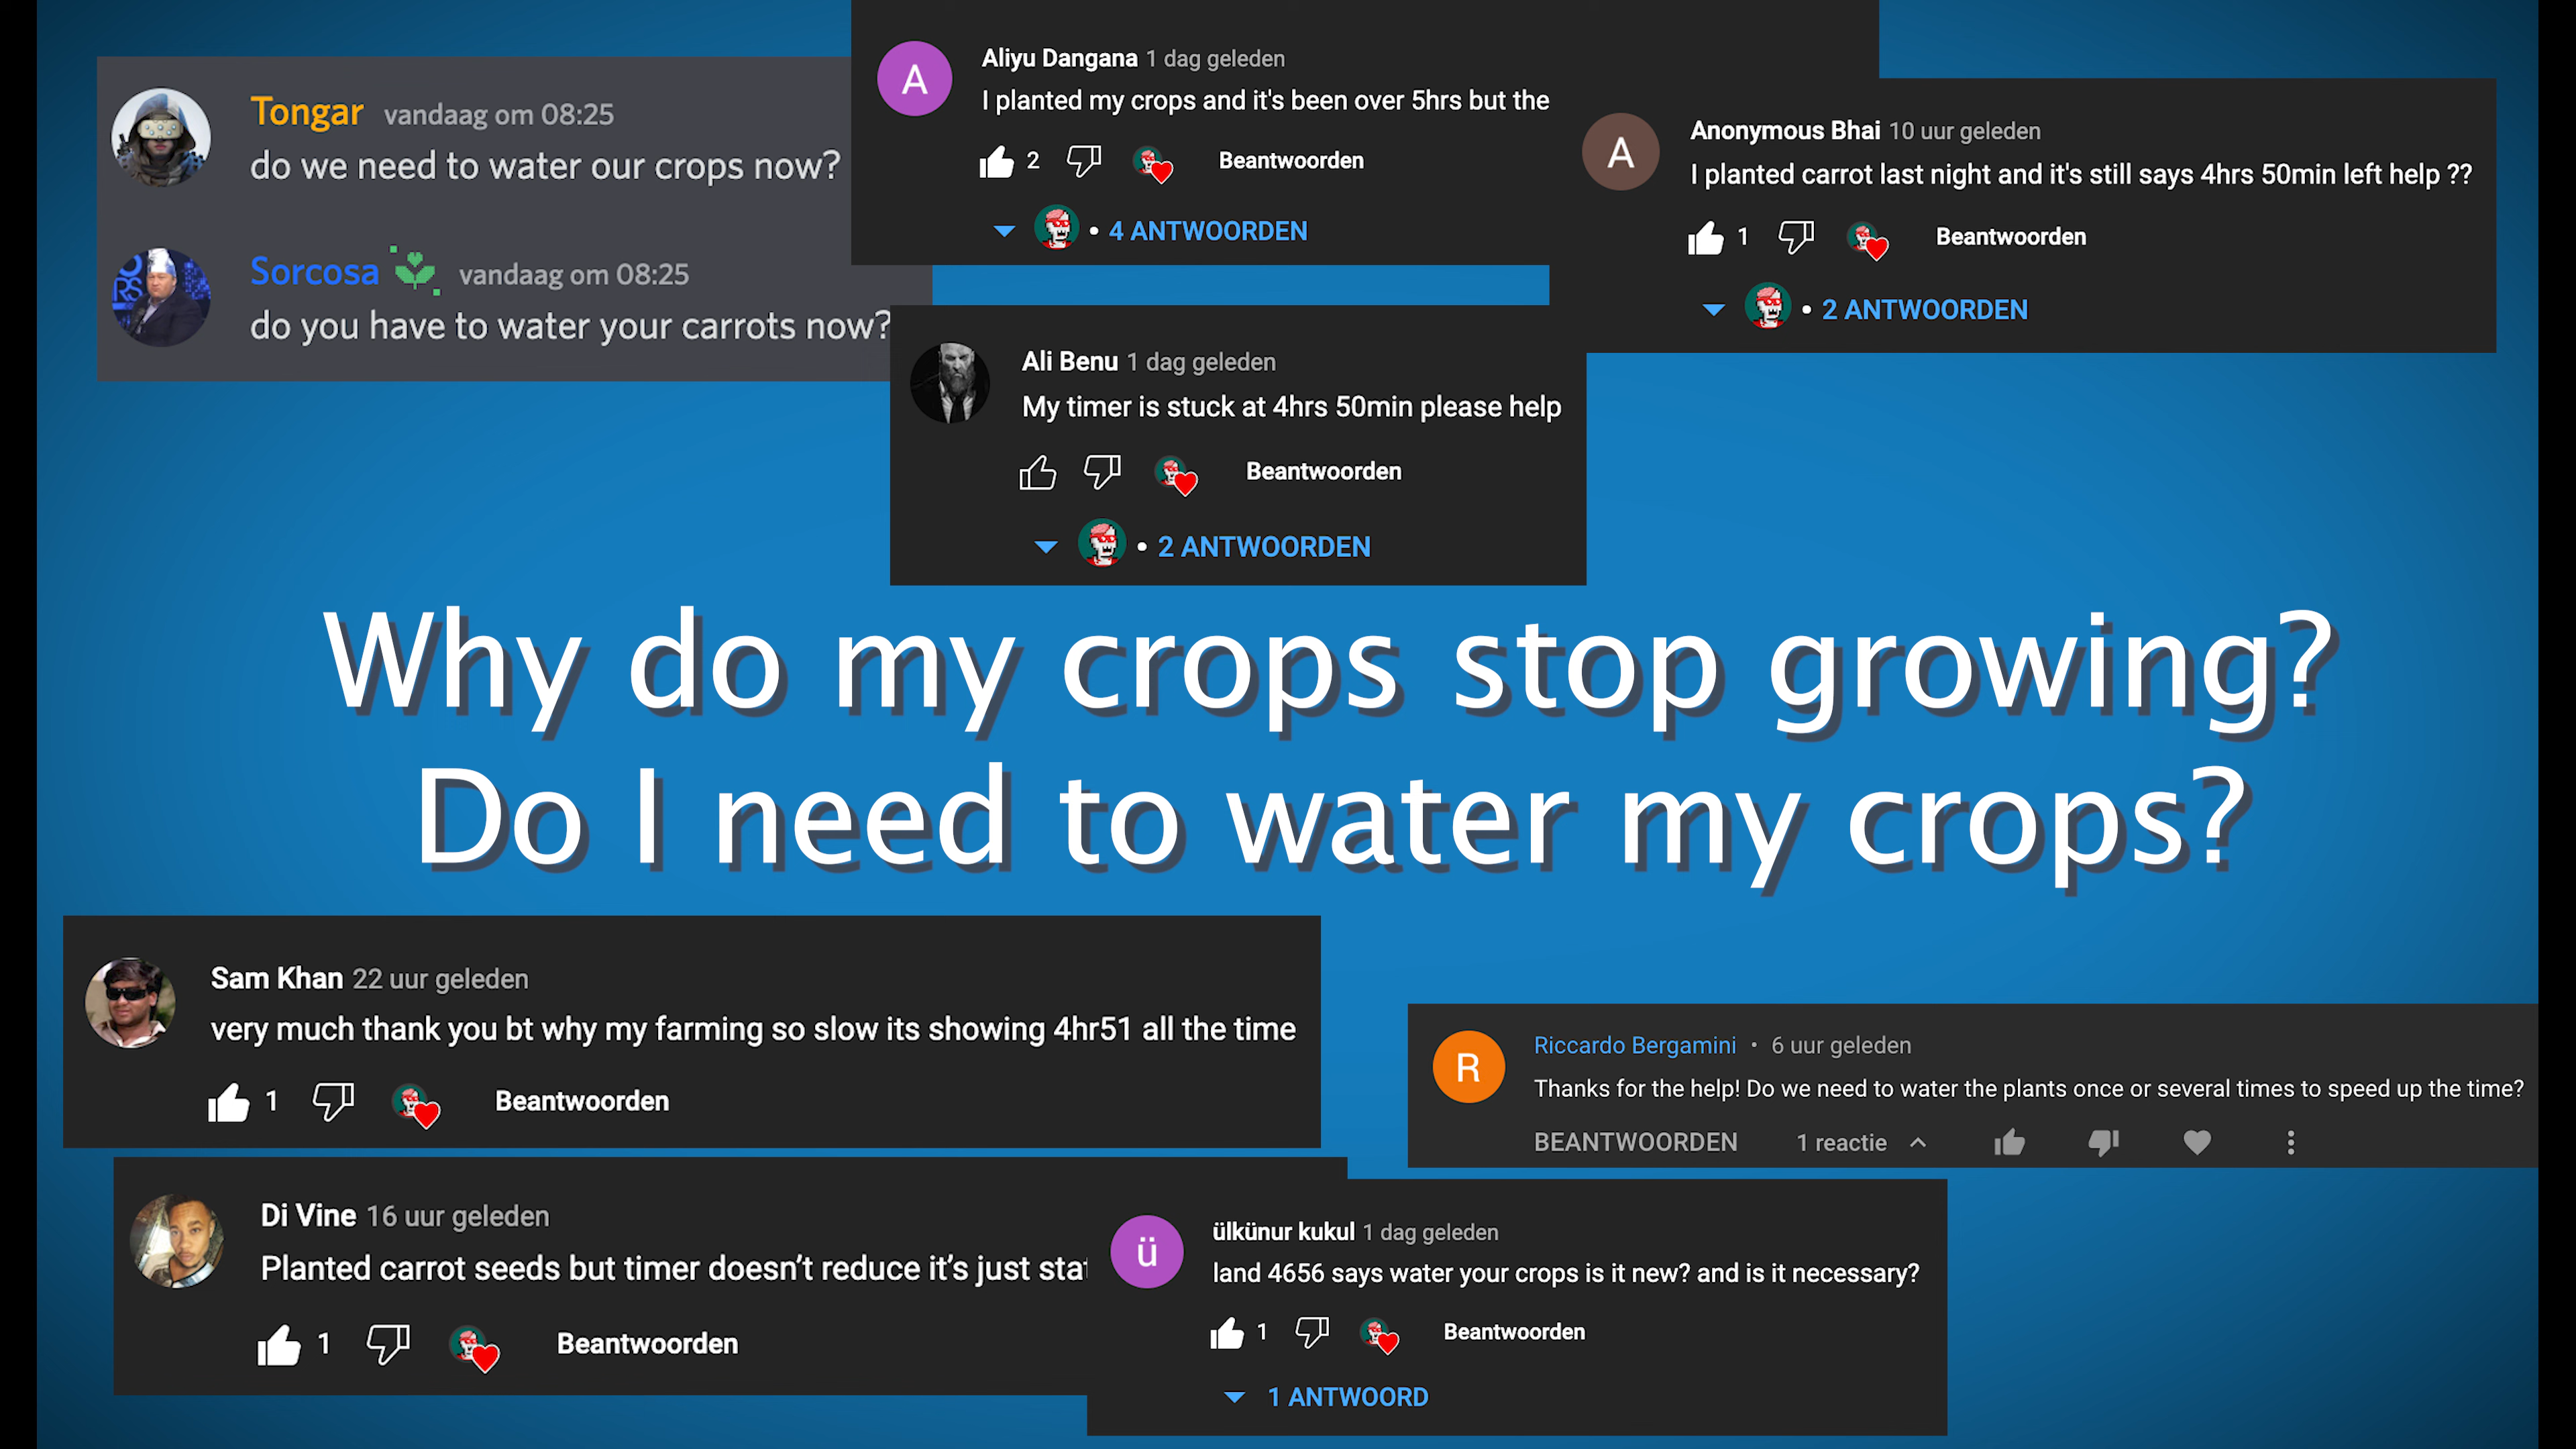 Tongar vandaag om 08:25
do we need to water our crops now?
Sorcosa vandaag om 08:25
do you have to water your carrots now?
A
Aliyu Dangana 1 dag geleden
I planted my crops and it's been over 5hrs but the
2 Beantwoorden
4 ANTWOORDEN
A
Anonymous Bhai 10 uur geleden
I planted carrot last night and it's still says 4hrs 50min left help ??
1 Beantwoorden
2 ANTWOORDEN
Ali Benu 1 dag geleden
My timer is stuck at 4hrs 50min please help
Beantwoorden
2 ANTWOORDEN
Why do my crops stop growing?
Do I need to water my crops?
Sam Khan 22 uur geleden
very much thank you bt why my farming so slow its showing 4hr51 all the time
1 Beantwoorden
R
Riccardo Bergamini • 6 uur geleden
Thanks for the help! Do we need to water the plants once or several times to speed up the time?
BEANTWOORDEN 1 reactie
Di Vine 16 uur geleden
Planted carrot seeds but timer doesn't reduce it's just
1 Beantwoorden
ü
ülkünur kukul 1 dag geleden
land 4656 says water your crops is it new? and is it necessary?
1 Beantwoorden
1 ANTWOORD